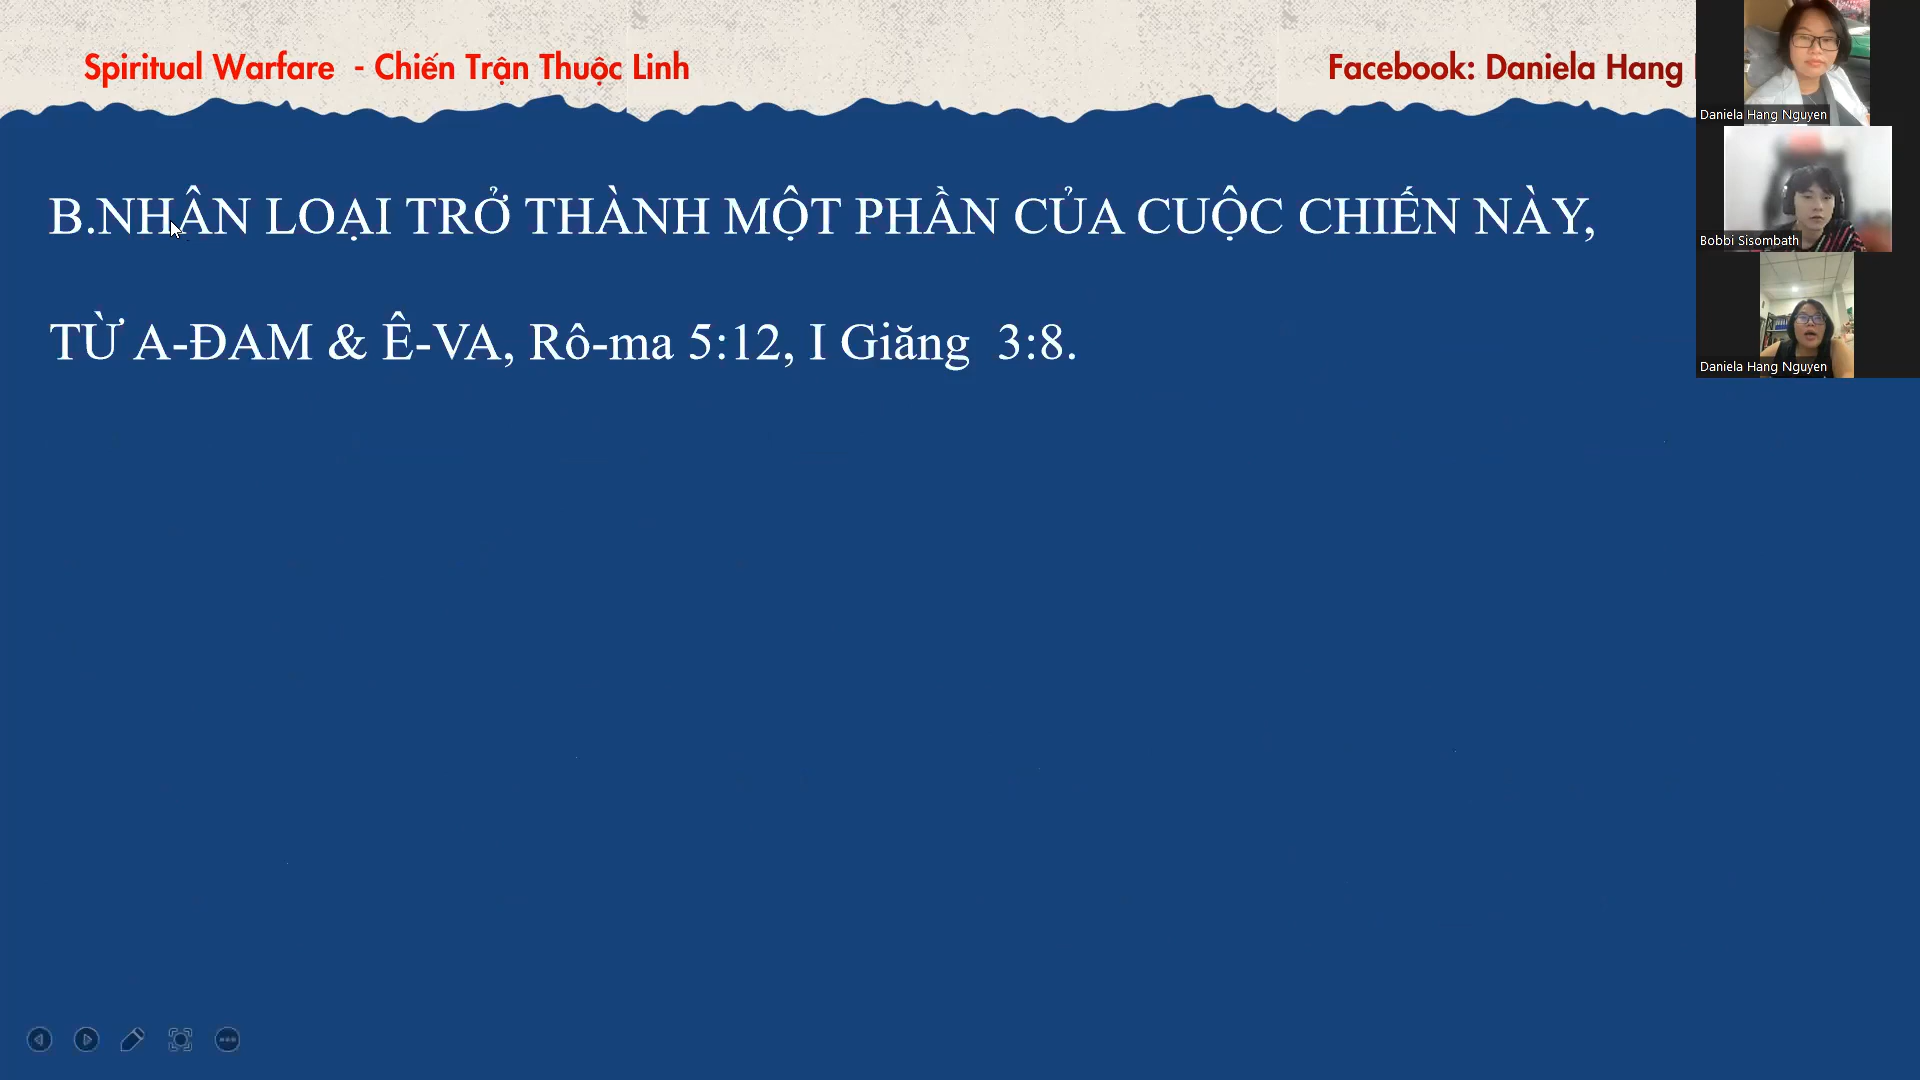 Spiritual Warfare - Chiến Trận Thuộc Linh
Facebook: Daniela Hang
B.NHÂN LOẠI TRỞ THÀNH MỘT PHẦN CỦA CUỘC CHIẾN NÀY,
TỪ A-ĐAM & Ê-VA, Rô-ma 5:12, I Giăng 3:8.
Daniela Hang Nguyen
Bobbi Sisombath
Daniela Hang Nguyen